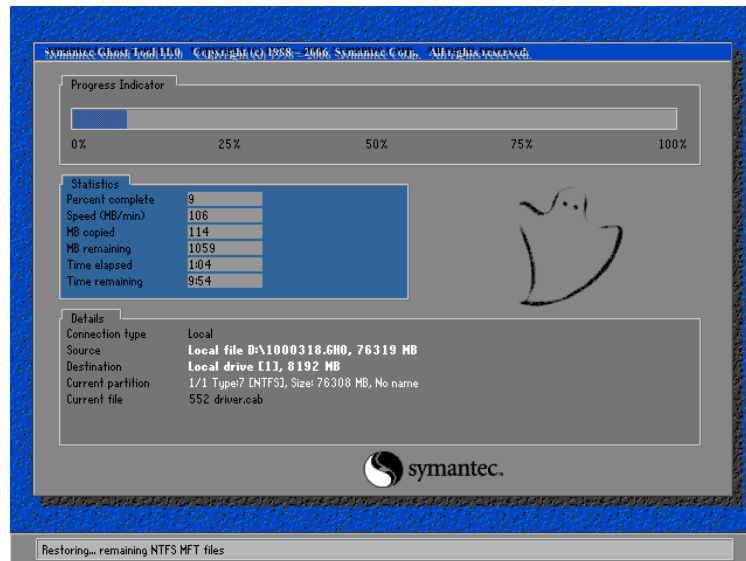 Symantec Ghost Tool 11.0 Copyright (c) 1998 - 2006. Symantec Corp. All rights reserved.
Progress Indicator
0% 25% 50% 75% 100%
Statistics
Percent complete 9
Speed (MB/min) 106
MB copied 114
MB remaining 1059
Time elapsed 1:04
Time remaining 9:54
Details
Connection type Local
Source Local file D:\1000318.GHO, 76319 MB
Destination Local drive [1], 8192 MB
Current partition 1/1 Type:7 [NTFS], Size: 76308 MB, No name
Current file 552 driver.cab
symantec.
Restoring... remaining NTFS MFT files